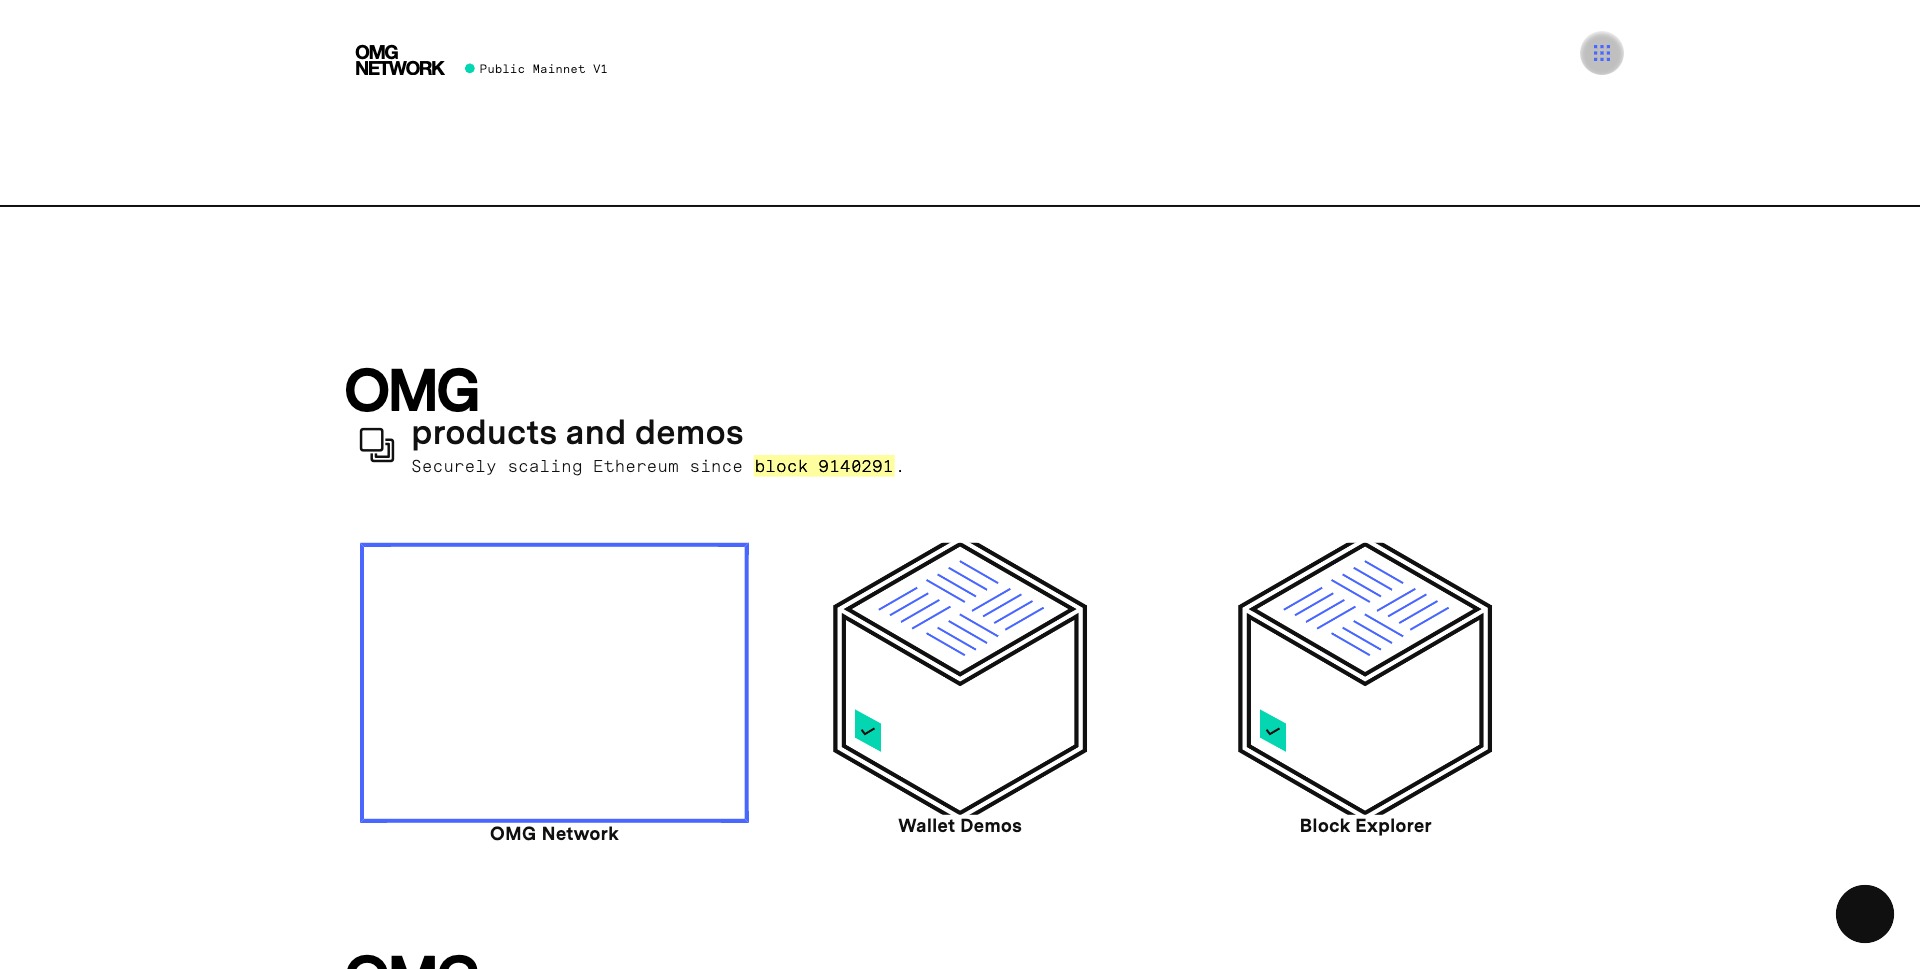 OMG
NETWORK
Public Mainnet V1
OMG
products and demos
Securely scaling Ethereum since block 9140291.
OMG Network
Wallet Demos
Block Explorer
OMG